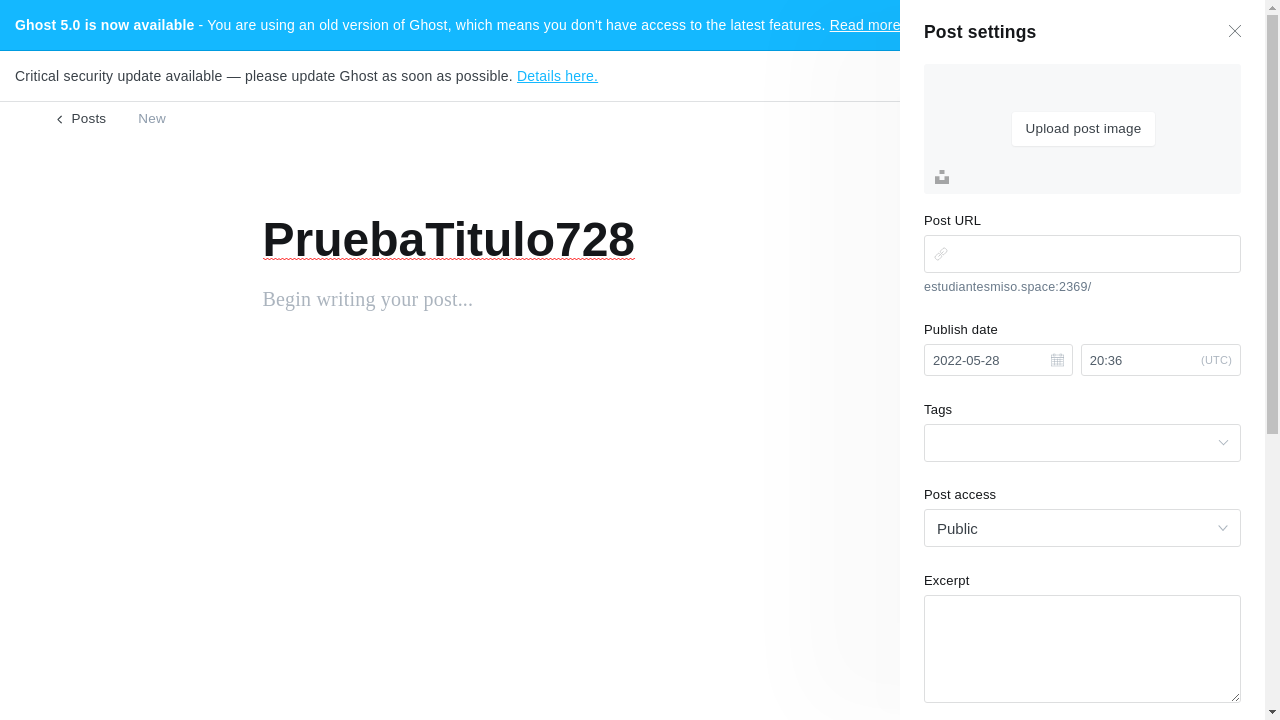 Ghost 5.0 is now available - You are using an old version of Ghost, which means you don't have access to the latest features. Read more
Critical security update available — please update Ghost as soon as possible. Details here.
Posts
New
PruebaTitulo728
Begin writing your post...
Post settings
Upload post image
Post URL
estudiantesmiso.space:2369/
Publish date
2022-05-28
20:36
(UTC)
Tags
Post access
Public
Excerpt